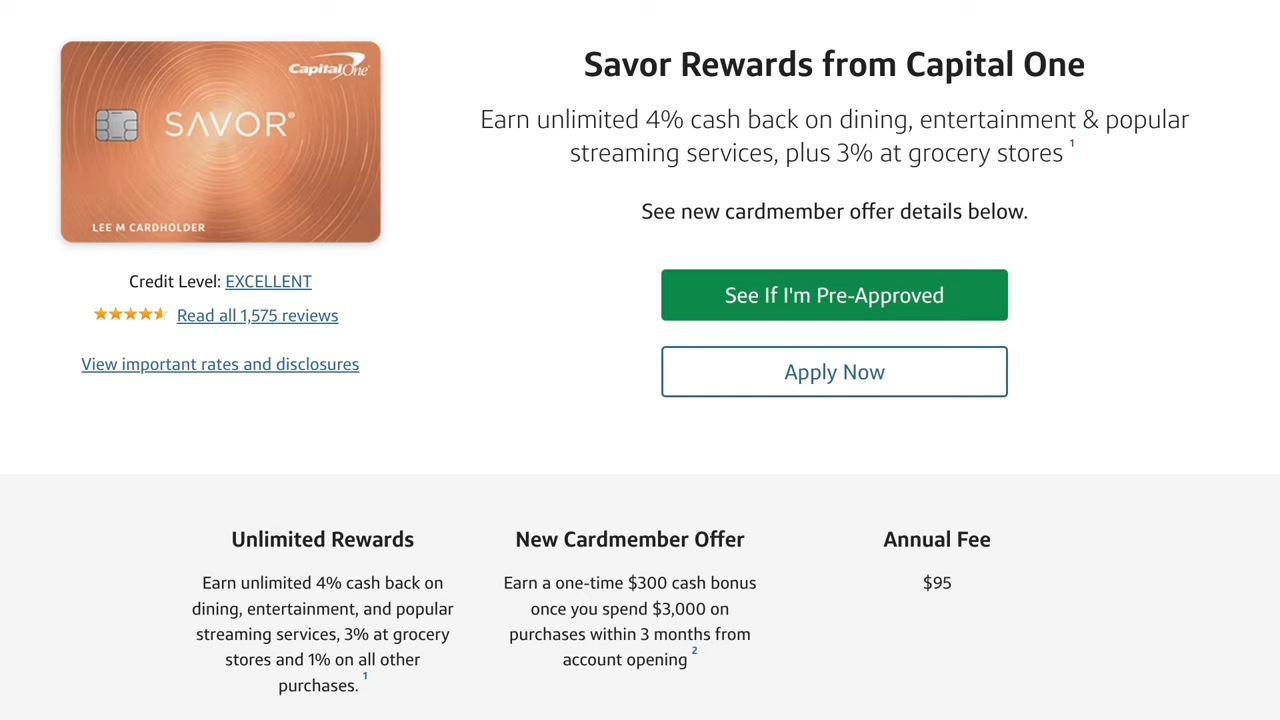 CapitalOne
SAVOR®
LEE M CARDHOLDER
Credit Level: EXCELLENT
Read all 1,575 reviews
View important rates and disclosures
Savor Rewards from Capital One
Earn unlimited 4% cash back on dining, entertainment & popular
streaming services, plus 3% at grocery stores 1
See new cardmember offer details below.
See If I'm Pre-Approved
Apply Now
Unlimited Rewards
Earn unlimited 4% cash back on
dining, entertainment, and popular
streaming services, 3% at grocery
stores and 1% on all other
purchases. 1
New Cardmember Offer
Earn a one-time $300 cash bonus
once you spend $3,000 on
purchases within 3 months from
account opening 2
Annual Fee
$95